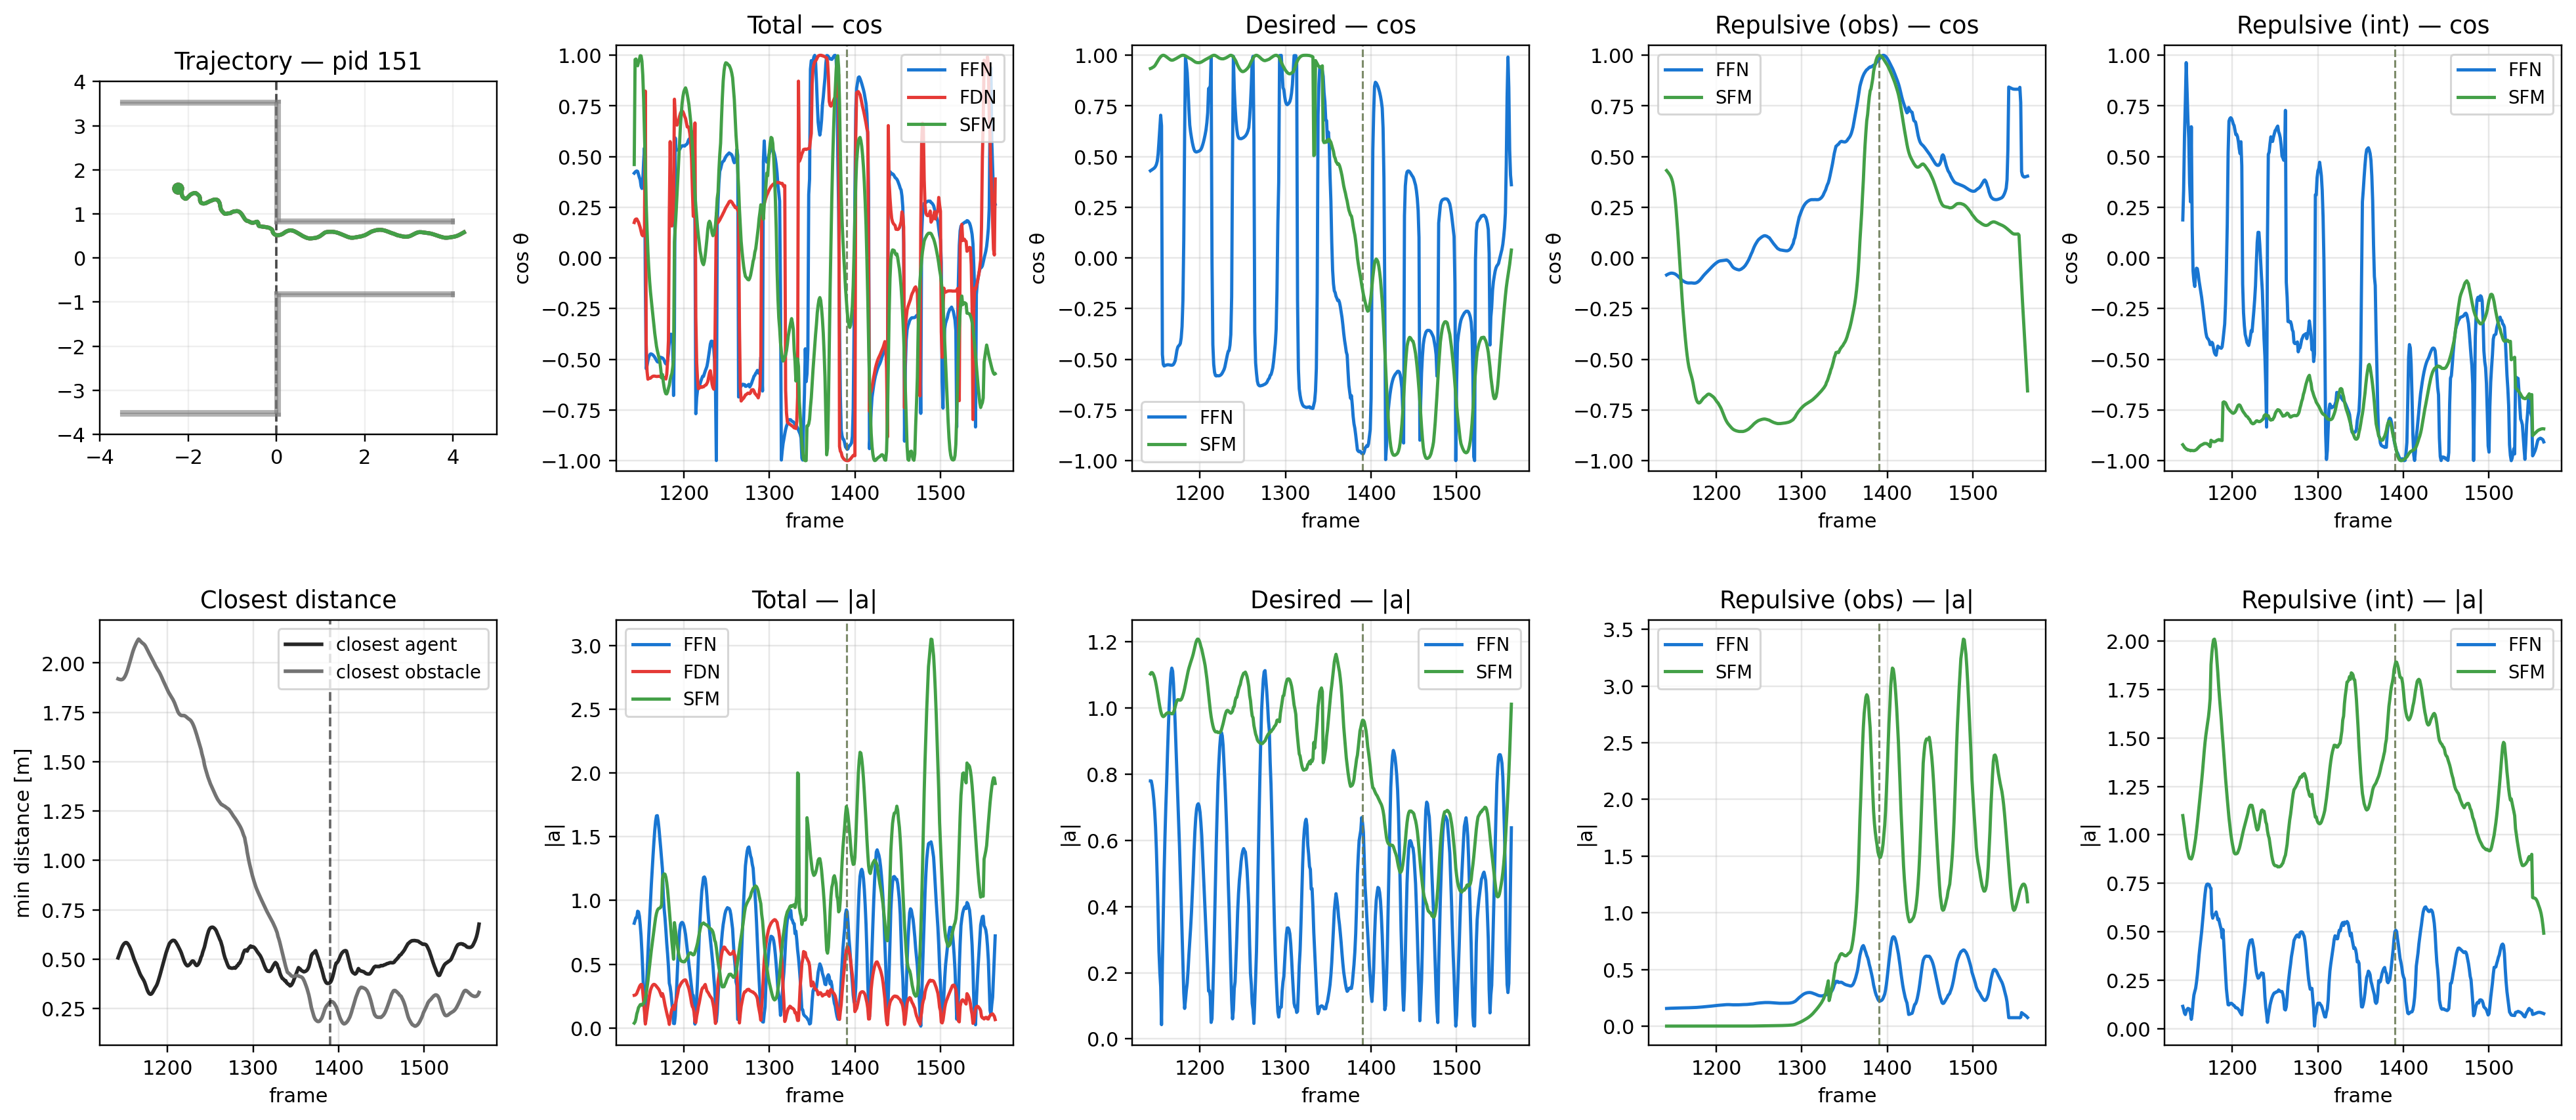 Trajectory — pid 151
4
3
2
1
0
−1
−2
−3
−4
−4
−2
0
2
4
Total — cos
cos θ
1.00
0.75
0.50
0.25
0.00
−0.25
−0.50
−0.75
−1.00
FFN
FDN
SFM
1200
1300
1400
1500
frame
Desired — cos
cos θ
1.00
0.75
0.50
0.25
0.00
−0.25
−0.50
−0.75
−1.00
FFN
SFM
1200
1300
1400
1500
frame
Repulsive (obs) — cos
cos θ
1.00
0.75
0.50
0.25
0.00
−0.25
−0.50
−0.75
−1.00
FFN
SFM
1200
1300
1400
1500
frame
Repulsive (int) — cos
cos θ
1.00
0.75
0.50
0.25
0.00
−0.25
−0.50
−0.75
−1.00
FFN
SFM
1200
1300
1400
1500
frame
Closest distance
min distance [m]
2.00
1.75
1.50
1.25
1.00
0.75
0.50
0.25
closest agent
closest obstacle
1200
1300
1400
1500
frame
Total — |a|
|a|
3.0
2.5
2.0
1.5
1.0
0.5
0.0
FFN
FDN
SFM
1200
1300
1400
1500
frame
Desired — |a|
|a|
1.2
1.0
0.8
0.6
0.4
0.2
0.0
FFN
SFM
1200
1300
1400
1500
frame
Repulsive (obs) — |a|
|a|
3.5
3.0
2.5
2.0
1.5
1.0
0.5
0.0
FFN
SFM
1200
1300
1400
1500
frame
Repulsive (int) — |a|
|a|
2.00
1.75
1.50
1.25
1.00
0.75
0.50
0.25
0.00
FFN
SFM
1200
1300
1400
1500
frame